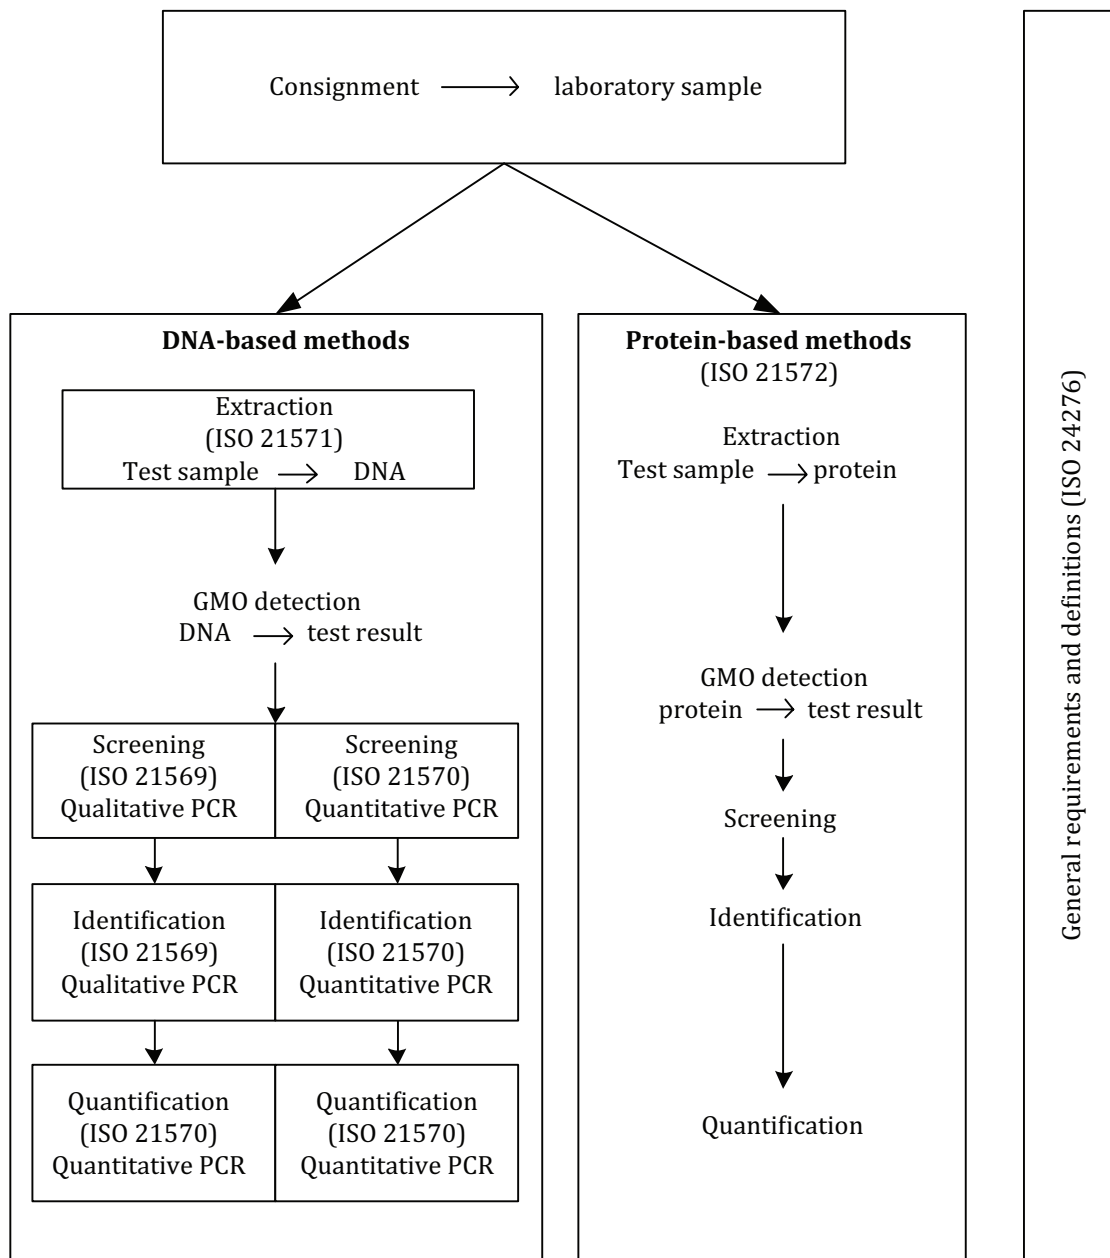 Consignment → laboratory sample
DNA-based methods
Extraction
(ISO 21571)
Test sample → DNA
GMO detection
DNA → test result
Screening
(ISO 21569)
Qualitative PCR
Screening
(ISO 21570)
Quantitative PCR
Identification
(ISO 21569)
Qualitative PCR
Identification
(ISO 21570)
Quantitative PCR
Quantification
(ISO 21570)
Quantitative PCR
Quantification
(ISO 21570)
Quantitative PCR
Protein-based methods
(ISO 21572)
Extraction
Test sample → protein
GMO detection
protein → test result
Screening
Identification
Quantification
General requirements and definitions (ISO 24276)